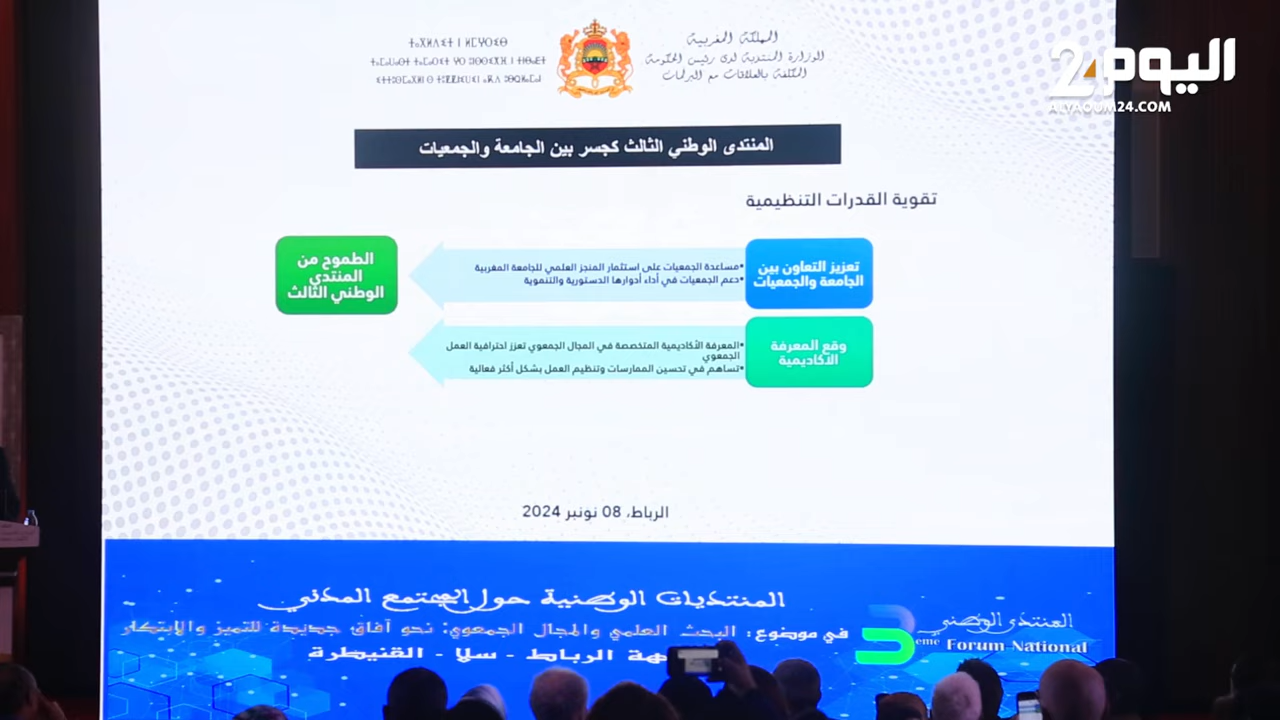 المملكة المغربية
الوزارة المنتدبة لدى رئيس الحكومة
المكلفة بالعلاقات مع البرلمان
ⵜⴰⴳⵍⴷⵉⵜ ⵏ ⵍⵎⵖⵔⵉⴱ
اليوم24
ALYAOUM24.COM
المنتدى الوطني الثالث كجسر بين الجامعة والجمعيات
تقوية القدرات التنظيمية
تعزيز التعاون بين
الجامعة والجمعيات
•مساعدة الجمعيات على استثمار المنجز العلمي للجامعة المغربية
•دعم الجمعيات في أداء أدوارها الدستورية والتنموية
الطموح من
المنتدى
الوطني الثالث
وقع المعرفة
الأكاديمية
•المعرفة الأكاديمية المتخصصة في المجال الجمعوي تعزز احترافية العمل
الجمعوي
•تساهم في تحسين الممارسات وتنظيم العمل بشكل أكثر فعالية
الرباط، 08 نونبر 2024
المنتديات الوطنية حول المجتمع المدني
في موضوع: البحث العلمي والمجال الجمعوي: نحو آفاق جديدة للتميز والابتكار
الرباط - سلا - القنيطرة
المنتدى الوطني
3eme Forum National